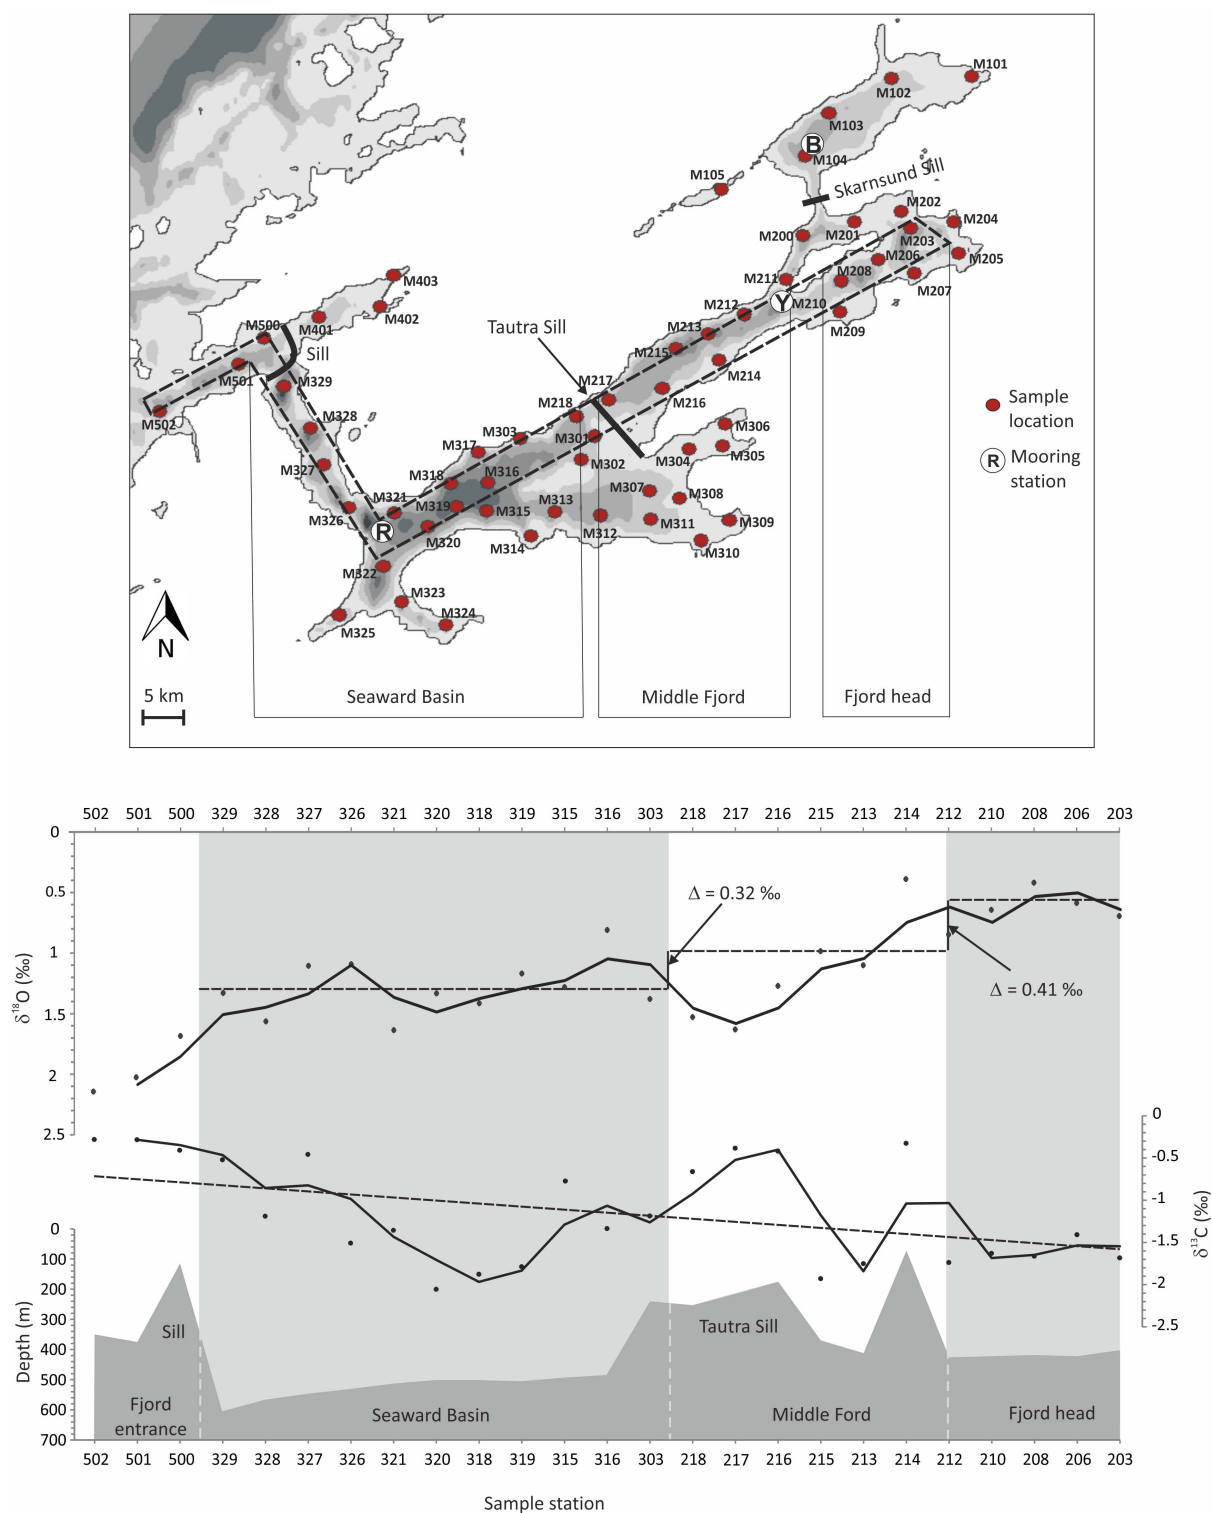 M101
M102
M103
B
M104
M105
Skarnsund Sill
M202
M204
M200
M201
M203
M206
M205
M403
M211
M208
M207
M212
Y
M210
M402
M401
M209
M500
Tautra Sill
M213
Sill
M215
M501
M329
M214
M217
M216
Sample
location
M502
M328
M218
M303
M301
M306
R
Mooring
station
M317
M302
M304
M305
M327
M318
M316
M307
M308
M321
M319
M313
M326
M315
M312
M311
M309
R
M320
M314
M310
M322
M323
M324
M325
N
5 km
Seaward Basin
Middle Fjord
Fjord head
502 501 500 329 328 327 326 321 320 318 319 315 316 303 218 217 216 215 213 214 212 210 208 206 203
0
0.5
1
1.5
2
2.5
δ18O (‰)
Δ = 0.32 ‰
Δ = 0.41 ‰
0
-0.5
-1
-1.5
-2
-2.5
δ13C (‰)
0
100
200
300
400
500
600
700
Depth (m)
Sill
Tautra Sill
Fjord
entrance
Seaward Basin
Middle Ford
Fjord head
502 501 500 329 328 327 326 321 320 318 319 315 316 303 218 217 216 215 213 214 212 210 208 206 203
Sample station